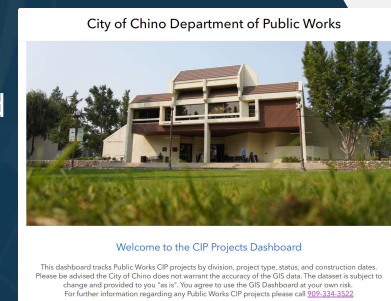 City of Chino Department of Public Works
Welcome to the CIP Projects Dashboard
This dashboard tracks Public Works CIP projects by division, project type, status, and construction dates.
Please be advised the City of Chino does not warrant the accuracy of the GIS data. The dataset is subject to
change and provided to you "as is". You agree to use the GIS Dashboard at your own risk.
For further information regarding any Public Works CIP projects please call 909-334-3522